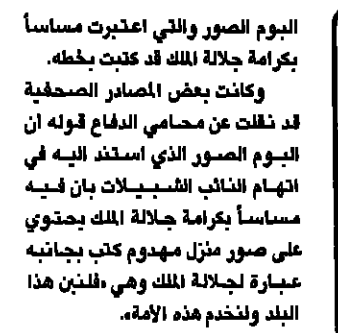 البوم الصور والتي اعتبرت مساساً
بكرامة جلالة الملك قد كتبت بخطه.
وكانت بعض المصادر الصحفية
قد نقلت عن محامي الدفاع قوله ان
البوم الصور الذي استند اليه في
اتهام النائب الشبيلات بان فيه
مساساً بكرامة جلالة الملك يحتوي
على صور منزل مهدوم كتب بجانبه
عبارة لجلالة الملك وهي «فلنبن هذا
البلد ولنخدم هذه الأمة».